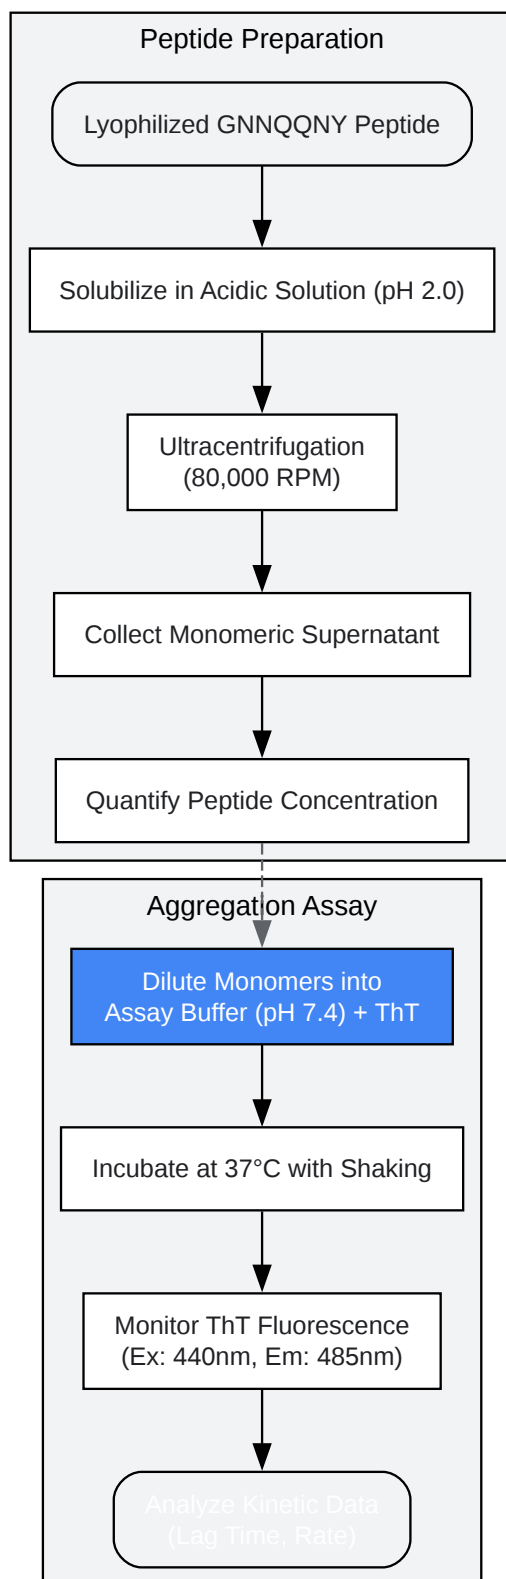 Peptide Preparation
Lyophilized GNNQQNY Peptide
Solubilize in Acidic Solution (pH 2.0)
Ultracentrifugation
(80,000 RPM)
Collect Monomeric Supernatant
Quantify Peptide Concentration
Aggregation Assay
Dilute Monomers into
Assay Buffer (pH 7.4) + ThT
Incubate at 37°C with Shaking
Monitor ThT Fluorescence
(Ex: 440nm, Em: 485nm)
Analyze Kinetic Data
(Lag Time, Rate)